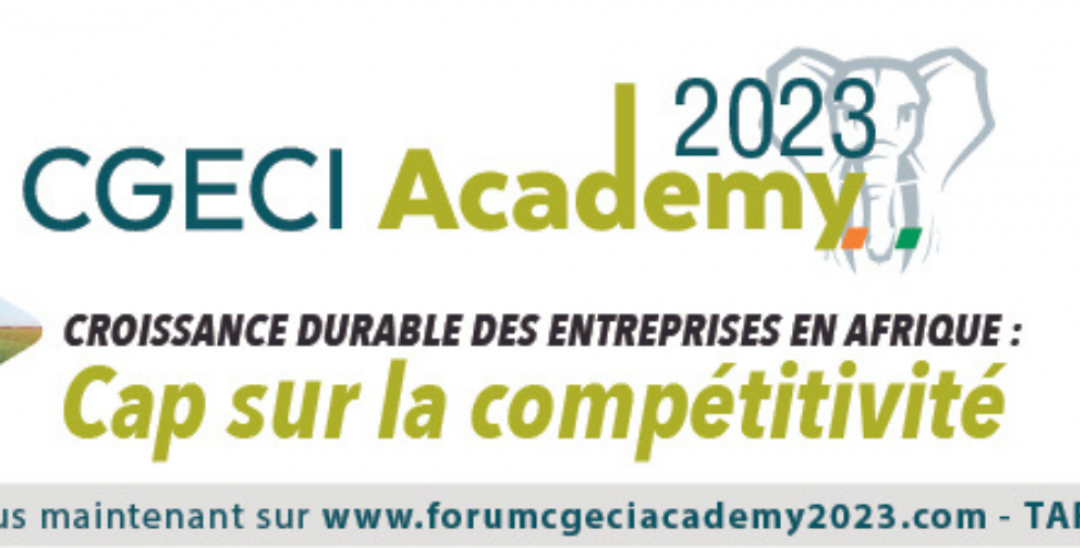 2023
CGECI Academy
CROISSANCE DURABLE DES ENTREPRISES EN AFRIQUE :
Cap sur la compétitivité
maintenant sur www.forumcgeciacademy2023.com -